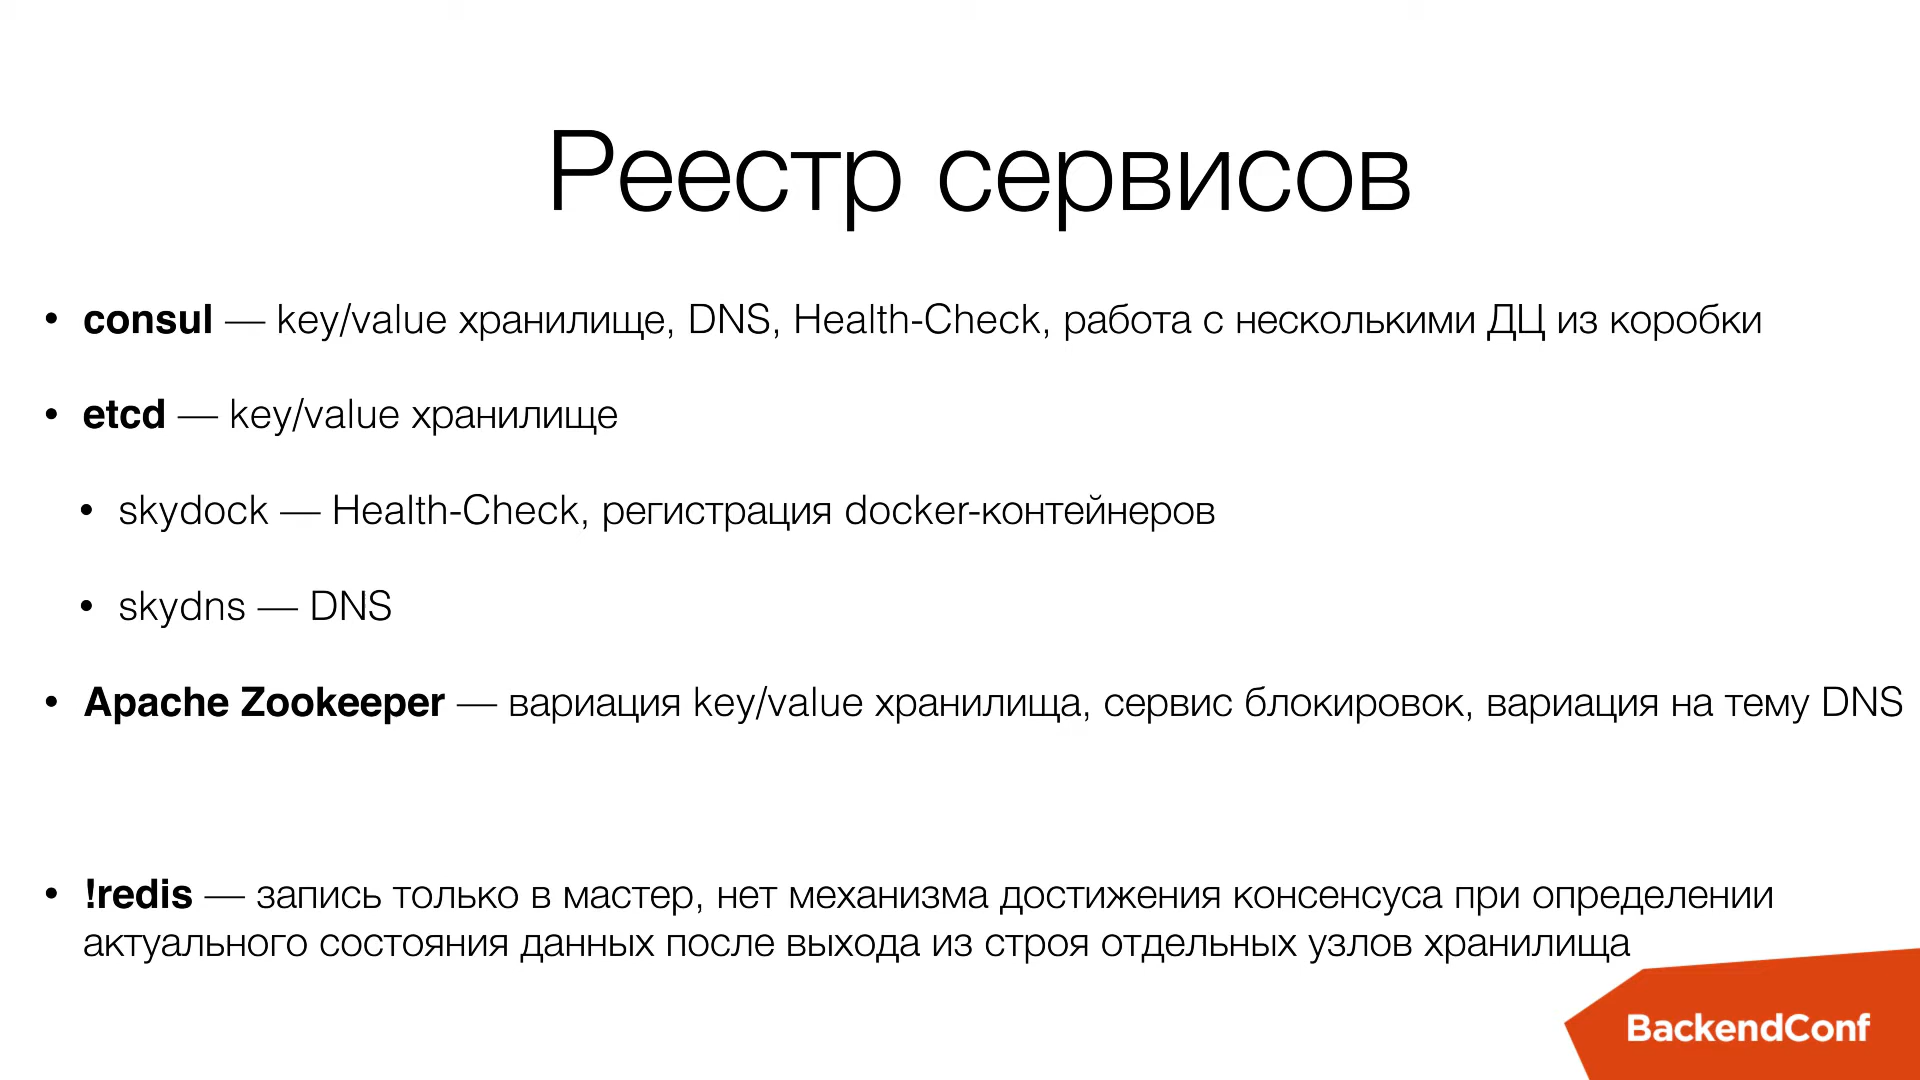 Реестр сервисов
• consul — key/value хранилище, DNS, Health-Check, работа с несколькими ДЦ из коробки
• etcd — key/value хранилище
• skydock — Health-Check, регистрация docker-контейнеров
• skydns — DNS
• Apache Zookeeper — вариация key/value хранилища, сервис блокировок, вариация на тему DNS
• !redis — запись только в мастер, нет механизма достижения консенсуса при определении
актуального состояния данных после выхода из строя отдельных узлов хранилища
BackendConf